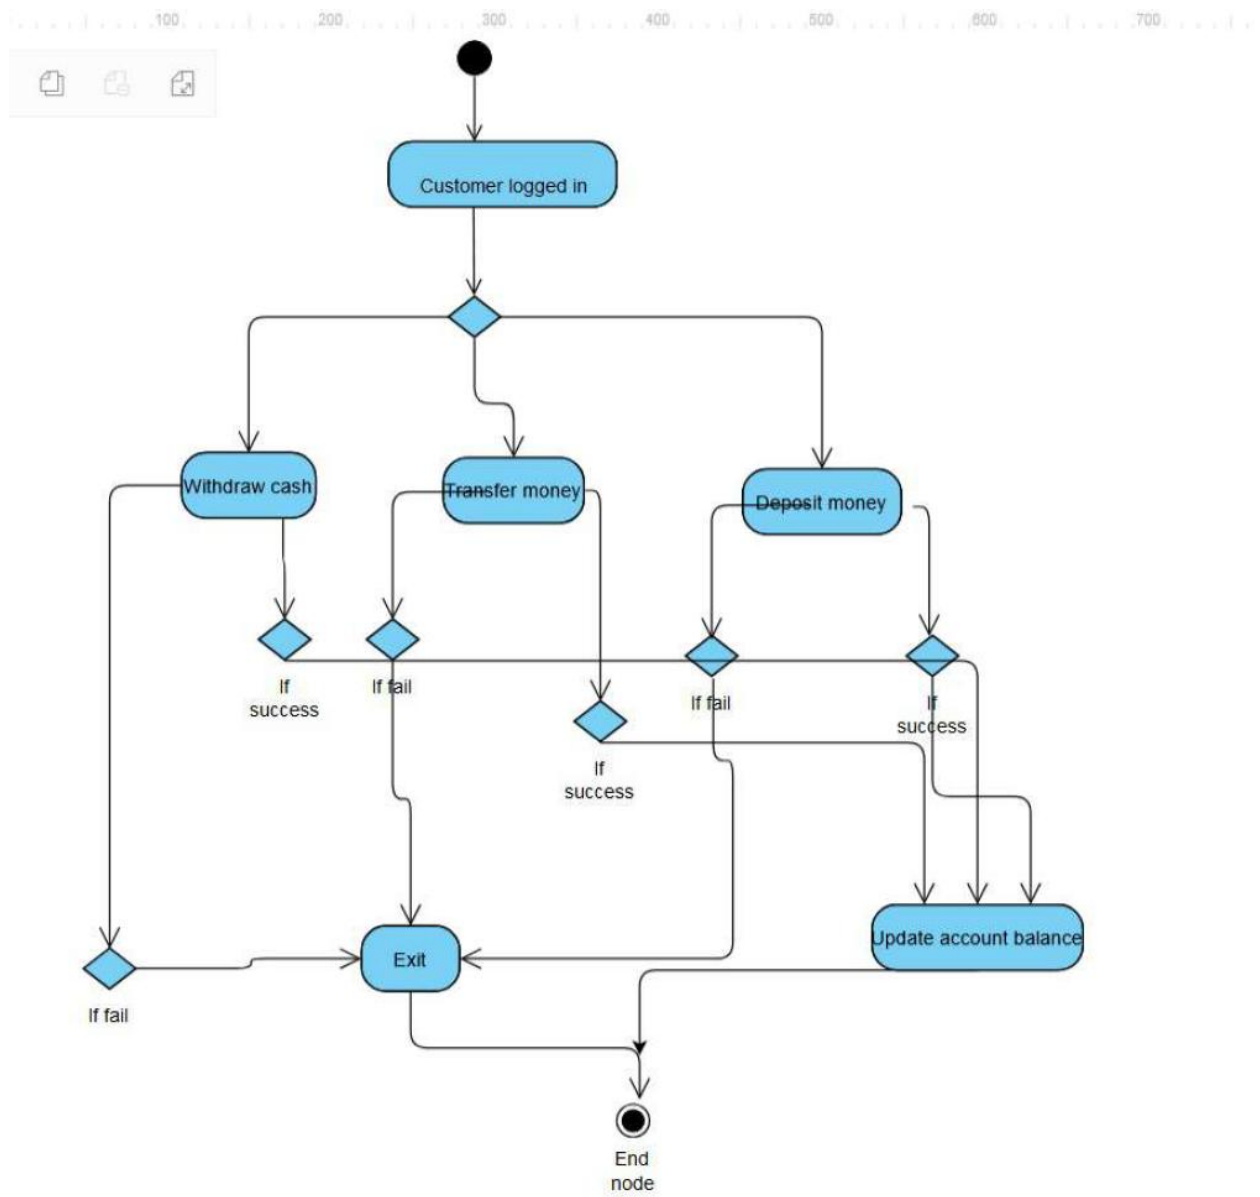 100 200 300 400 500 600 700
Customer logged in
Withdraw cash
Transfer money
Deposit money
If
success
If fail
If fail
If
success
If
success
Update account balance
Exit
If fail
End
node